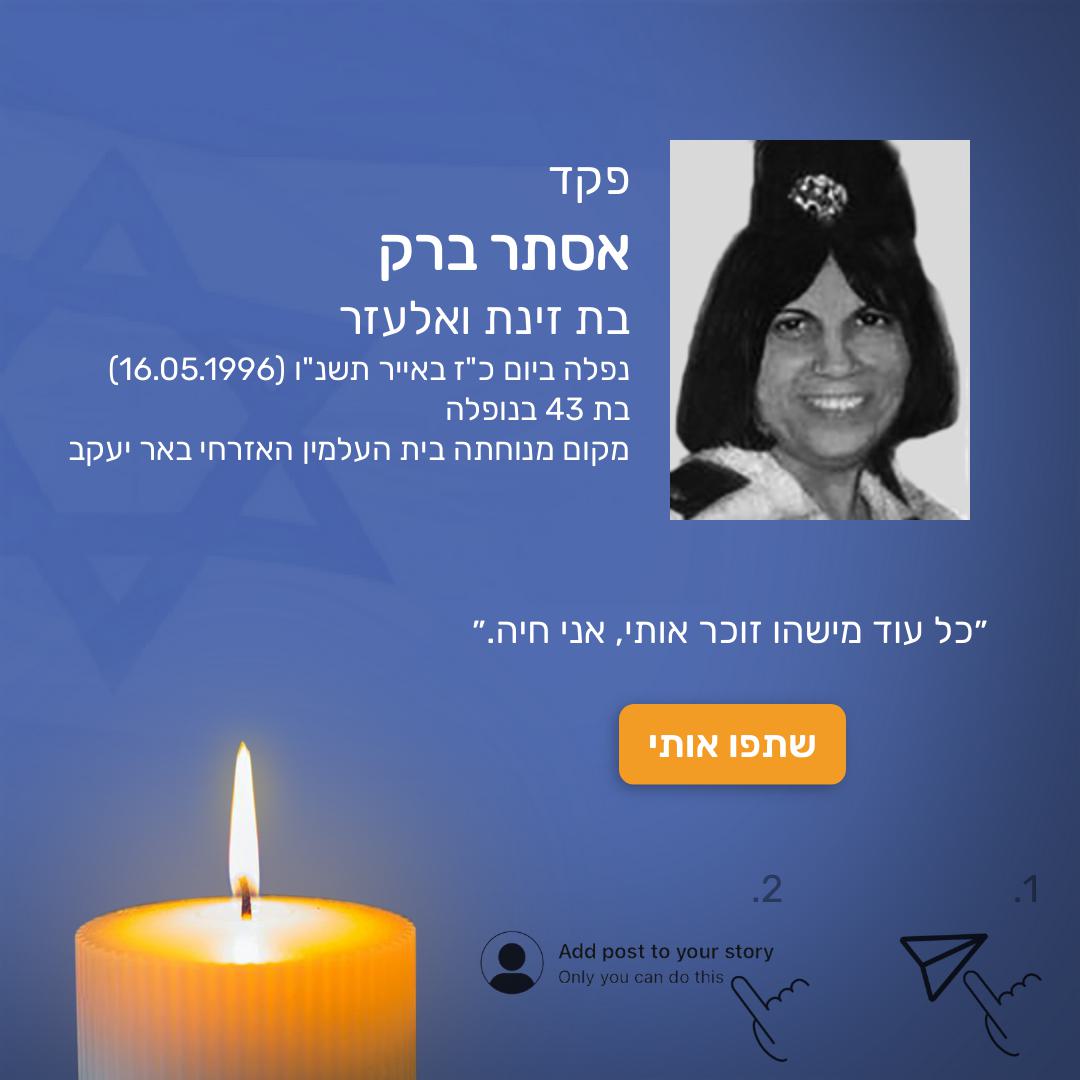 פקד
אסתר ברק
בת זינת ואלעזר
נפלה ביום כ"ז באייר תשנ"ו (16.05.1996)
בת 43 בנופלה
מקום מנוחתה בית העלמין האזרחי באר יעקב
״כל עוד מישהו זוכר אותי, אני חיה.״
שתפו אותי
1.
2.
Add post to your story
Only you can do this